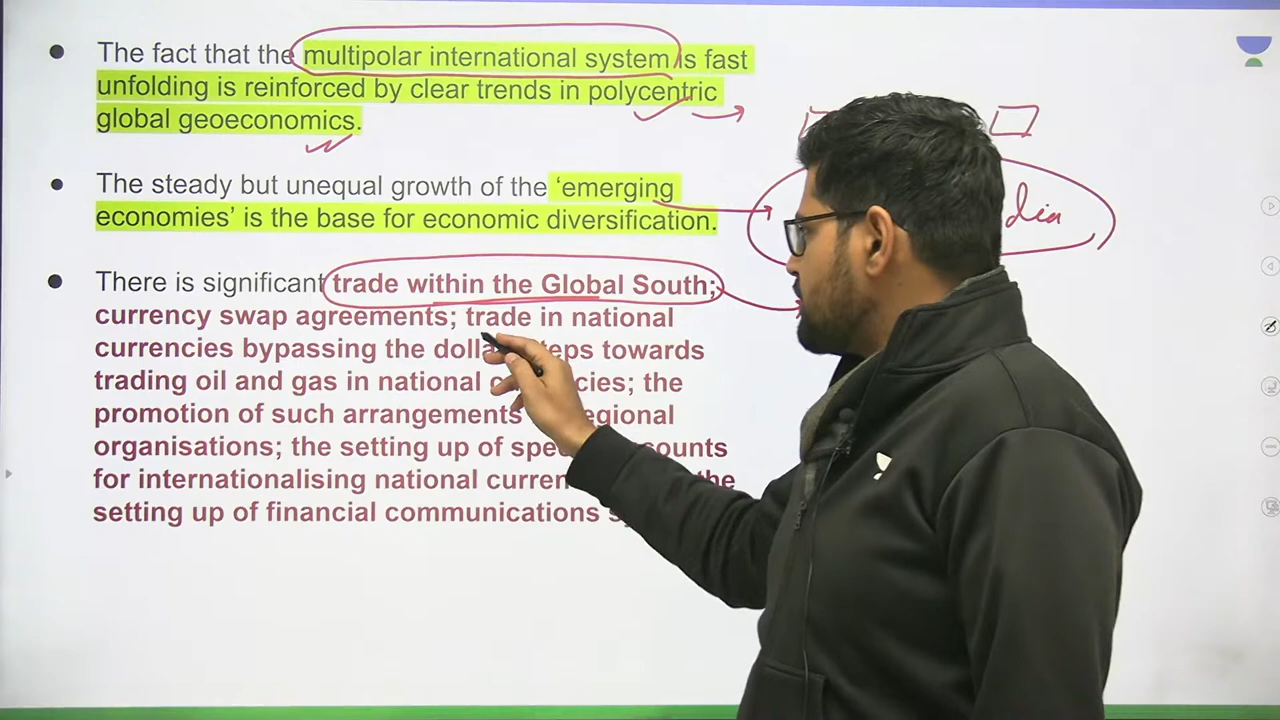 The fact that the multipolar international system is fast
unfolding is reinforced by clear trends in polycentric
global geoeconomics.
The steady but unequal growth of the 'emerging
economies' is the base for economic diversification.
There is significant trade within the Global South;
currency swap agreements; trade in national
currencies bypassing the towards
trading oil and gas in national the
promotion of such arrangements
organisations; the setting up of
for internationalising national the
setting up of financial communications